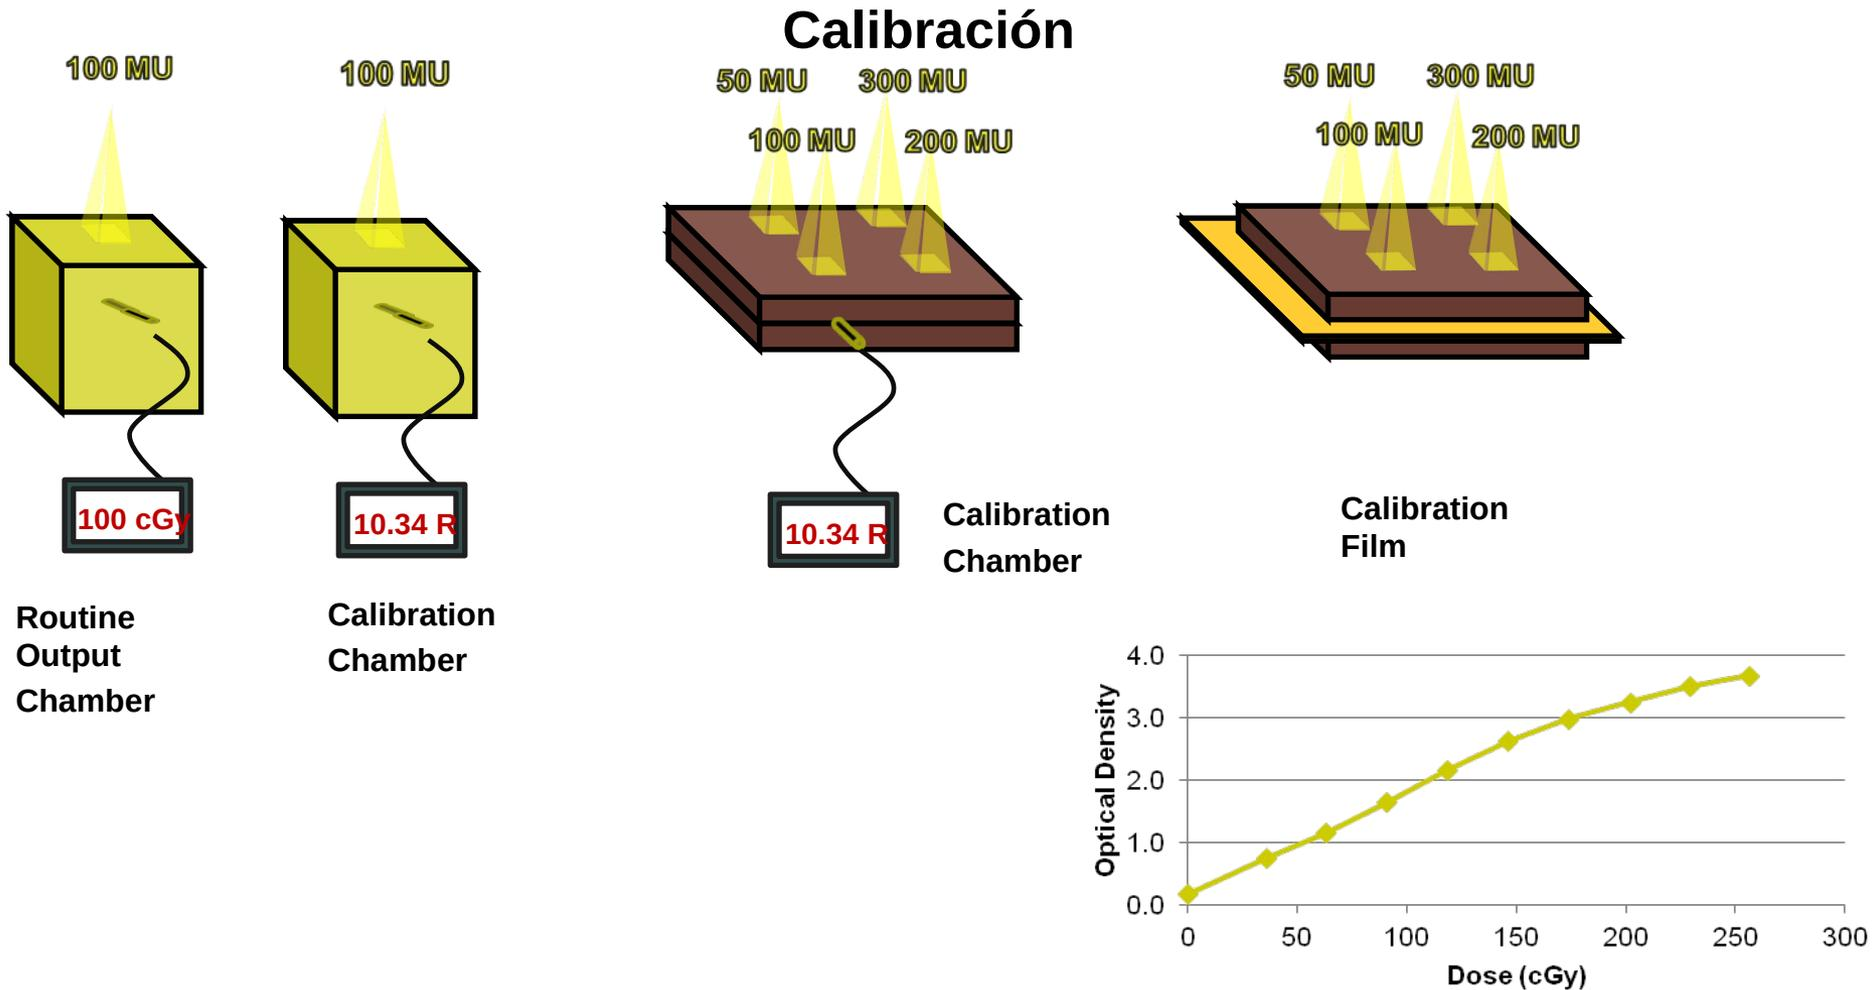 Calibración
100 MU
100 MU
50 MU
300 MU
100 MU
200 MU
50 MU
300 MU
100 MU
200 MU
100 cGy
10.34 R
10.34 R
Calibration
Chamber
Calibration
Film
Routine
Output
Chamber
Calibration
Chamber
4.0
3.0
2.0
1.0
0.0
Optical Density
0
50
100
150
200
250
300
Dose (cGy)